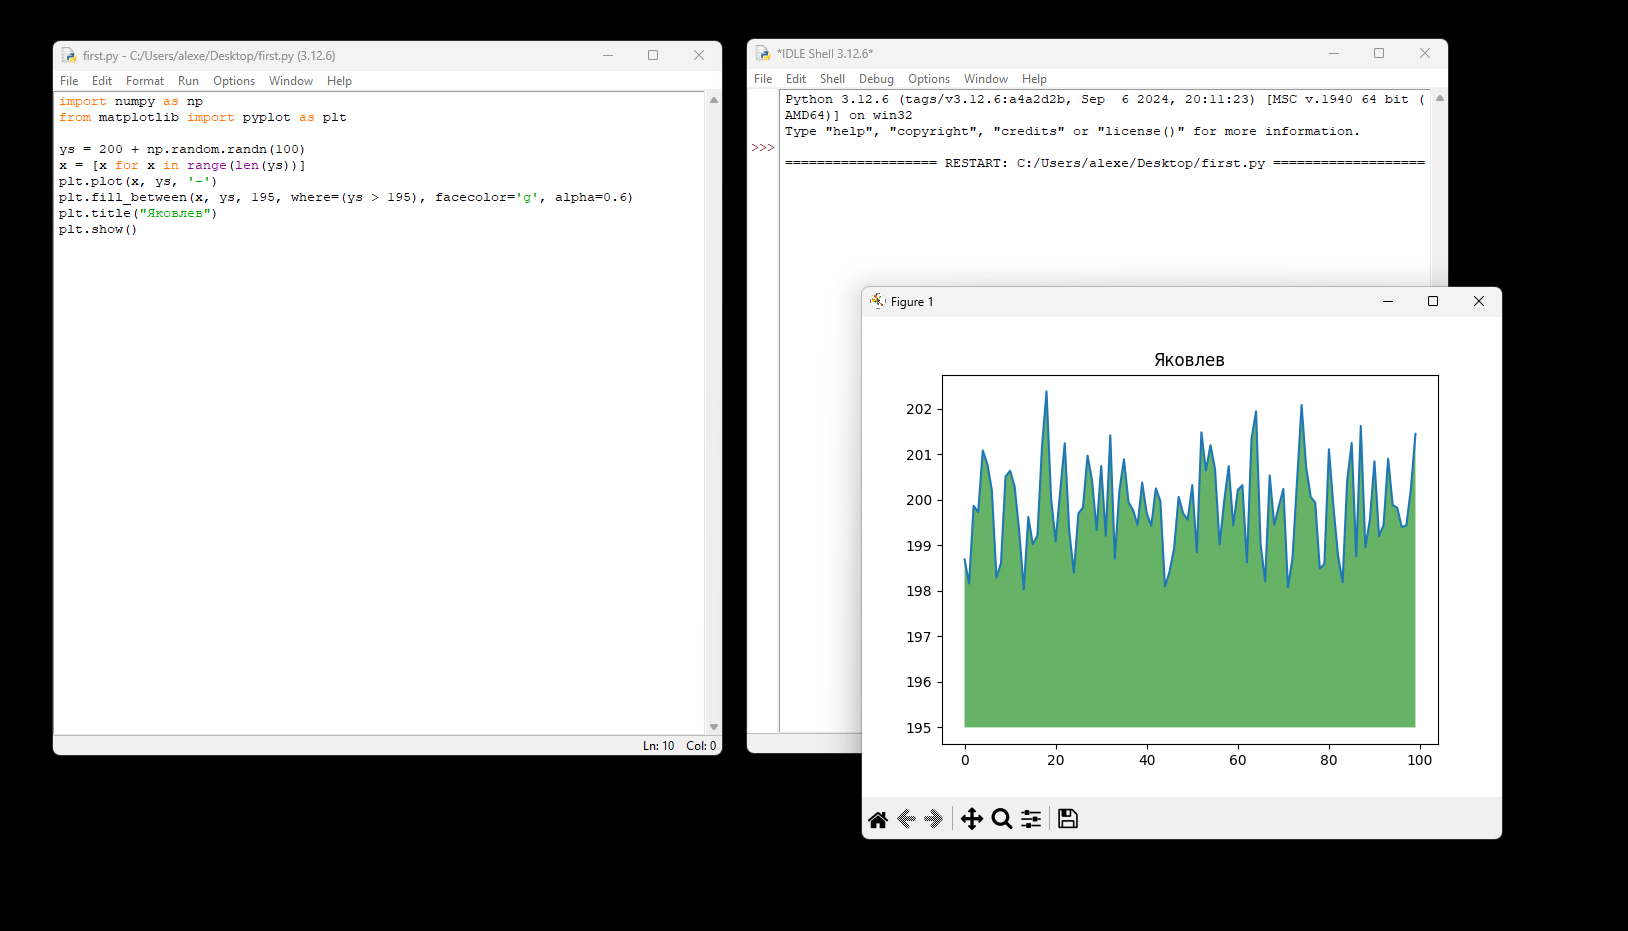 first.py - C:/Users/alexe/Desktop/first.py (3.12.6)
File Edit Format Run Options Window Help
import numpy as np
from matplotlib import pyplot as plt
ys = 200 + np.random.randn(100)
x = [x for x in range(len(ys))]
plt.plot(x, ys, '-')
plt.fill_between(x, ys, 195, where=(ys > 195), facecolor='g', alpha=0.6)
plt.title("Яковлев")
plt.show()
Ln: 10 Col: 0
*IDLE Shell 3.12.6*
File Edit Shell Debug Options Window Help
Python 3.12.6 (tags/v3.12.6:a4a2d2b, Sep  6 2024, 20:11:23) [MSC v.1940 64 bit (
AMD64)] on win32
Type "help", "copyright", "credits" or "license()" for more information.
>>>
=================== RESTART: C:/Users/alexe/Desktop/first.py ===================
Figure 1
Яковлев
202
201
200
199
198
197
196
195
0 20 40 60 80 100